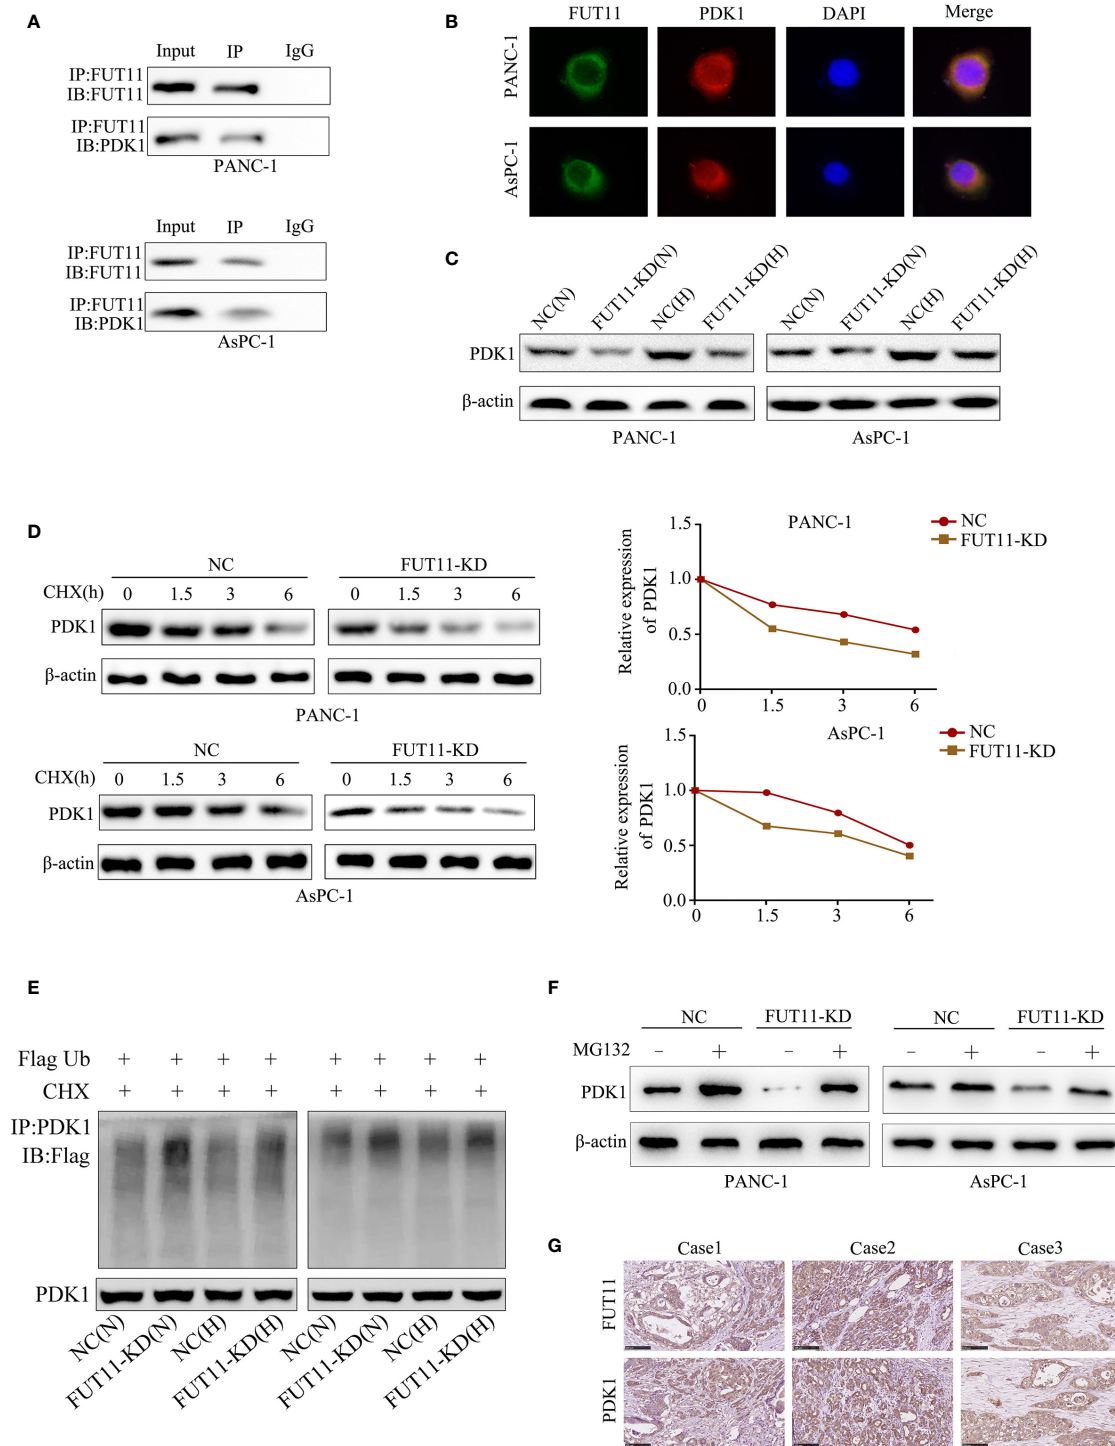 A
Input IP IgG
IP:FUT11
IB:FUT11
IP:FUT11
IB:PDK1
PANC-1
Input IP IgG
IP:FUT11
IB:FUT11
IP:FUT11
IB:PDK1
AsPC-1
B
FUT11 PDK1 DAPI Merge
PANC-1
AsPC-1
C
NC(N) FUT11-KD(N) NC(H) FUT11-KD(H) NC(N) FUT11-KD(N) NC(H) FUT11-KD(H)
PDK1
β-actin
PANC-1 AsPC-1
D
NC FUT11-KD
CHX(h) 0 1.5 3 6 0 1.5 3 6
PDK1
β-actin
PANC-1
NC FUT11-KD
CHX(h) 0 1.5 3 6 0 1.5 3 6
PDK1
β-actin
AsPC-1
PANC-1
NC
FUT11-KD
Relative expression
of PDK1
1.5
1.0
0.5
0.0
0 1.5 3 6
AsPC-1
NC
FUT11-KD
Relative expression
of PDK1
1.5
1.0
0.5
0.0
0 1.5 3 6
E
Flag Ub + + + + + + + +
CHX + + + + + + + +
IP:PDK1
IB:Flag
PDK1
NC(N) FUT11-KD(N) NC(H) FUT11-KD(H) NC(N) FUT11-KD(N) NC(H) FUT11-KD(H)
F
NC FUT11-KD NC FUT11-KD
MG132 - + - + - + - +
PDK1
β-actin
PANC-1 AsPC-1
G
Case1 Case2 Case3
FUT11
PDK1